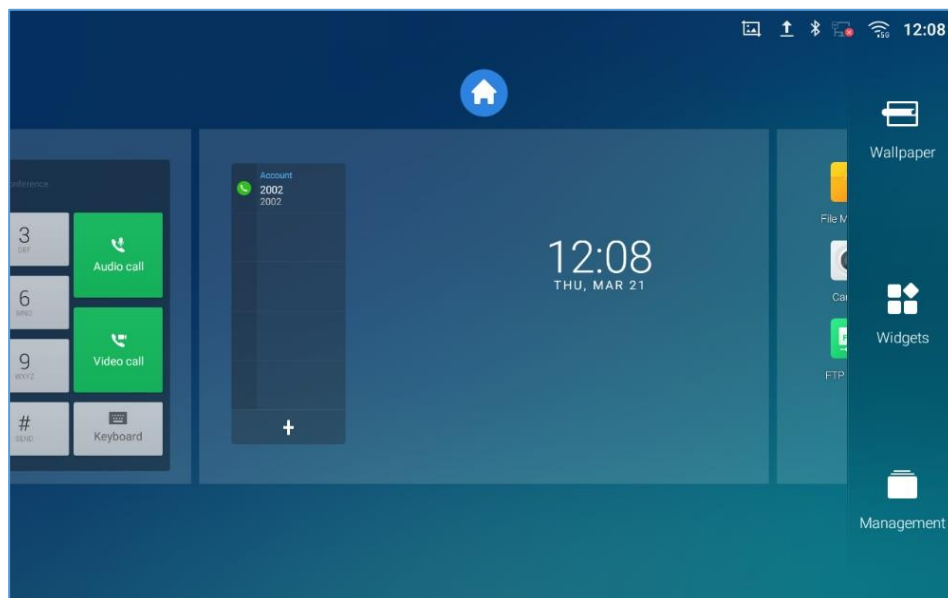 12:08
Wallpaper
conference
Account
2002
2002
3
DEF
Audio call
12:08
THU, MAR 21
File M
6
MNO
Ca
Widgets
9
WXYZ
Video call
FTP
#
SEND
Keyboard
+
Management